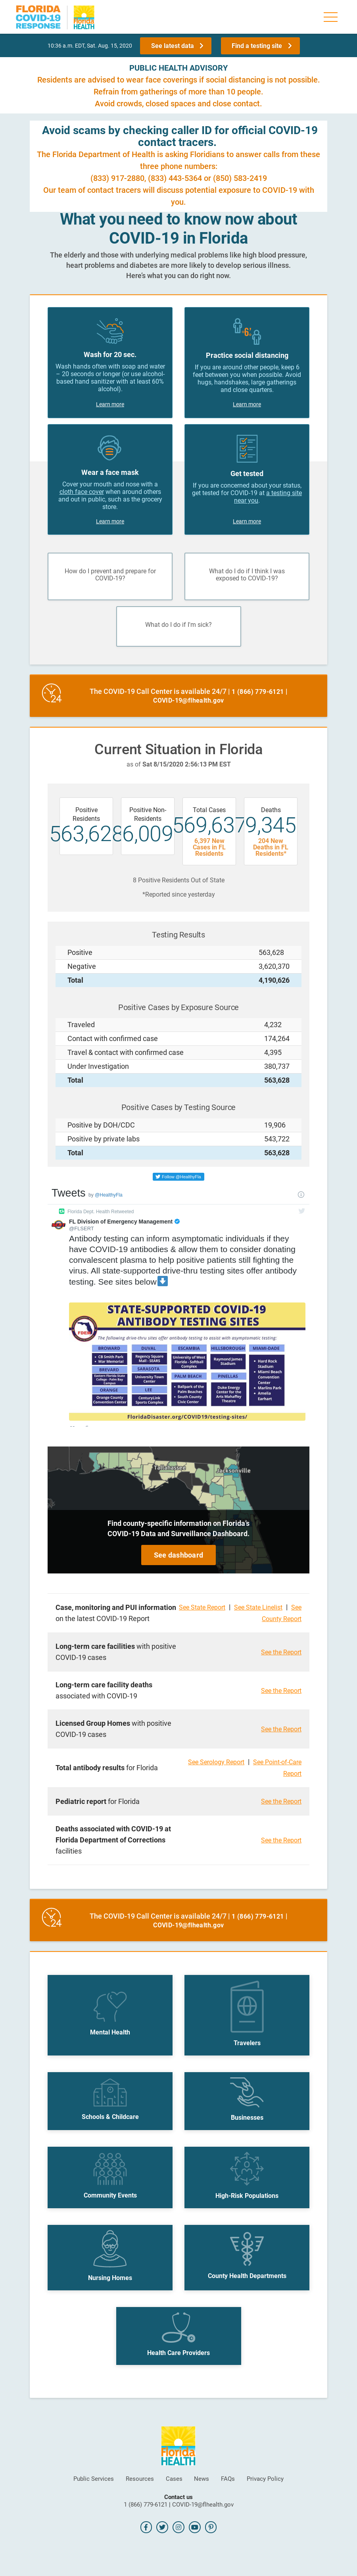 FLORIDA
COVID-19
RESPONSE
Florida
HEALTH
10:36 a.m. EDT, Sat. Aug. 15, 2020
See latest data
Find a testing site
PUBLIC HEALTH ADVISORY
Residents are advised to wear face coverings if social distancing is not possible.
Refrain from gatherings of more than 10 people.
Avoid crowds, closed spaces and close contact.
Avoid scams by checking caller ID for official COVID-19
contact tracers.
The Florida Department of Health is asking Floridians to answer calls from these
three phone numbers:
(833) 917-2880, (833) 443-5364 or (850) 583-2419
Our team of contact tracers will discuss potential exposure to COVID-19 with
you.
What you need to know now about
COVID-19 in Florida
The elderly and those with underlying medical problems like high blood pressure,
heart problems and diabetes are more likely to develop serious illness.
Here's what you can do right now.
Wash for 20 sec.
Wash hands often with soap and water
– 20 seconds or longer (or use alcohol-
based hand sanitizer with at least 60%
alcohol).
Learn more
6'
Practice social distancing
If you are around other people, keep 6
feet between you when possible. Avoid
hugs, handshakes, large gatherings
and close quarters.
Learn more
Wear a face mask
Cover your mouth and nose with a
cloth face cover when around others
and out in public, such as the grocery
store.
Learn more
Get tested
If you are concerned about your status,
get tested for COVID-19 at a testing site
near you.
Learn more
How do I prevent and prepare for
COVID-19?
What do I do if I think I was
exposed to COVID-19?
What do I do if I'm sick?
24
The COVID-19 Call Center is available 24/7 | 1 (866) 779-6121 |
COVID-19@flhealth.gov
Current Situation in Florida
as of Sat 8/15/2020 2:56:13 PM EST
Positive
Residents
563,628
Positive Non-
Residents
6,009
Total Cases
569,637
6,397 New
Cases in FL
Residents
Deaths
9,345
204 New
Deaths in FL
Residents*
8 Positive Residents Out of State
*Reported since yesterday
Testing Results
Positive 563,628
Negative 3,620,370
Total 4,190,626
Positive Cases by Exposure Source
Traveled 4,232
Contact with confirmed case 174,264
Travel & contact with confirmed case 4,395
Under Investigation 380,737
Total 563,628
Positive Cases by Testing Source
Positive by DOH/CDC 19,906
Positive by private labs 543,722
Total 563,628
Follow @HealthyFla
Tweets by @HealthyFla
Florida Dept. Health Retweeted
FL Division of Emergency Management
@FLSERT
Antibody testing can inform asymptomatic individuals if they
have COVID-19 antibodies & allow them to consider donating
convalescent plasma to help positive patients still fighting the
virus. All state-supported drive-thru testing sites offer antibody
testing. See sites below
STATE-SUPPORTED COVID-19
ANTIBODY TESTING SITES
The following drive-thru sites offer antibody testing to assist with asymptomatic testing:
BROWARD
DUVAL
ESCAMBIA
HILLSBOROUGH
MIAMI-DADE
BREVARD
SARASOTA
PALM BEACH
PINELLAS
ORANGE
CENTURYLINK
FloridaDisaster.org/COVID19/testing-sites/
Tallahassee
Jacksonville
Find county-specific information on Florida's
COVID-19 Data and Surveillance Dashboard.
See dashboard
Case, monitoring and PUI information
on the latest COVID-19 Report
See State Report | See State Linelist | See
County Report
Long-term care facilities with positive
COVID-19 cases
See the Report
Long-term care facility deaths
associated with COVID-19
See the Report
Licensed Group Homes with positive
COVID-19 cases
See the Report
Total antibody results for Florida
See Serology Report | See Point-of-Care
Report
Pediatric report for Florida
See the Report
Deaths associated with COVID-19 at
Florida Department of Corrections
facilities
See the Report
24
The COVID-19 Call Center is available 24/7 | 1 (866) 779-6121 |
COVID-19@flhealth.gov
Mental Health
Travelers
Schools & Childcare
Businesses
Community Events
High-Risk Populations
Nursing Homes
County Health Departments
Health Care Providers
Florida
HEALTH
Public Services
Resources
Cases
News
FAQs
Privacy Policy
Contact us
1 (866) 779-6121 | COVID-19@flhealth.gov